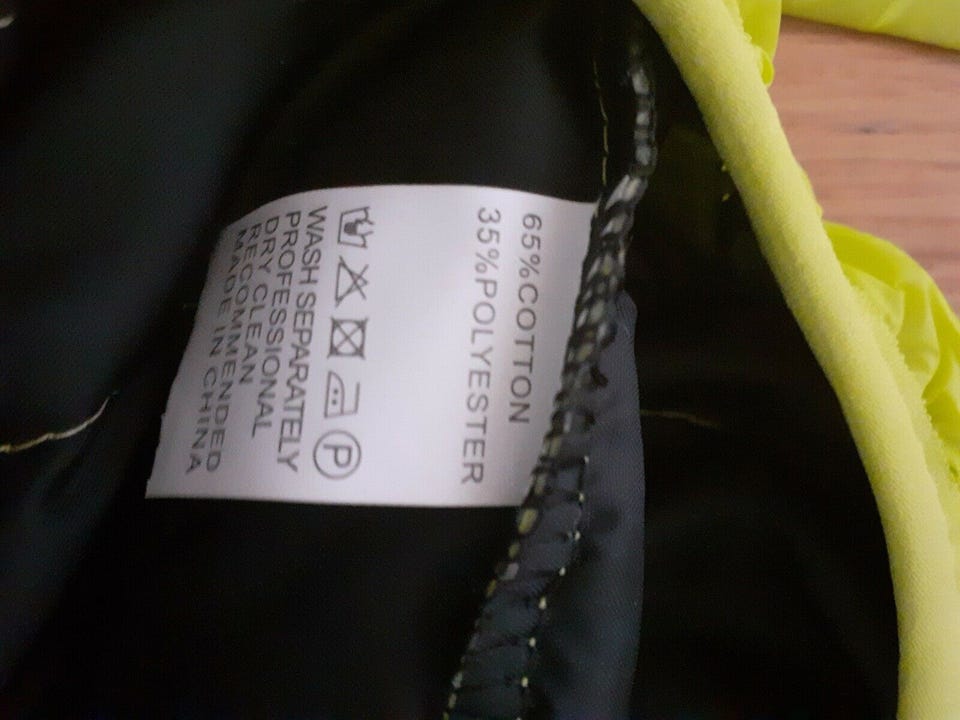 65%COTTON
35%POLYESTER
P
WASH SEPARATELY
PROFESSIONAL
DRY CLEAN
RECOMMENDED
MADE IN CHINA